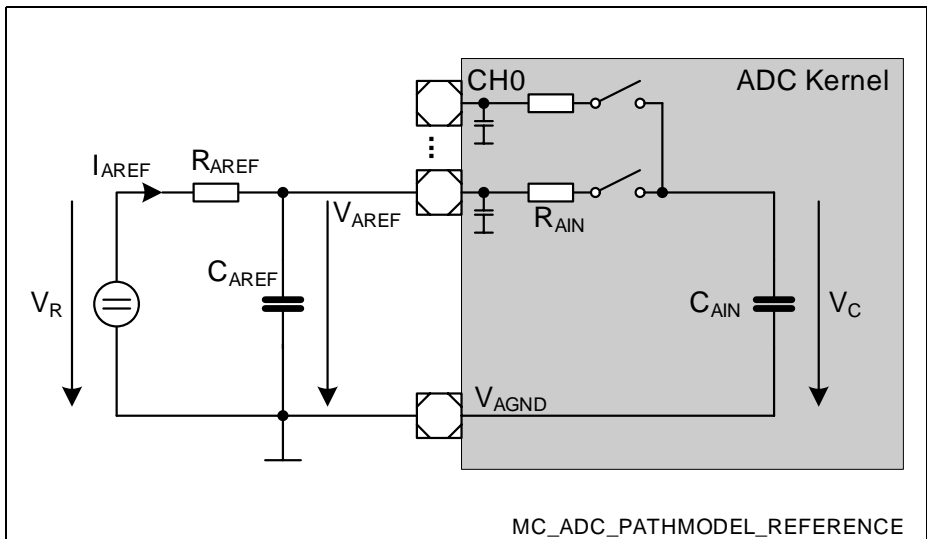 CH0 ADC Kernel
I_AREF R_AREF
V_AREF R_AIN
C_AREF
V_R C_AIN V_C
V_AGND
MC_ADC_PATHMODEL_REFERENCE